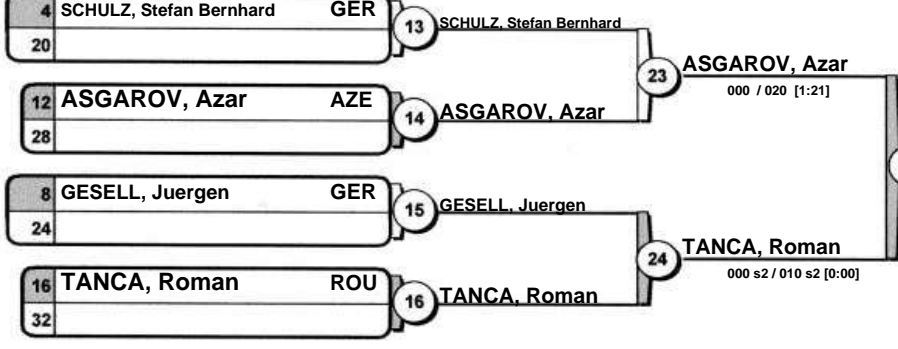 4 SCHULZ, Stefan Bernhard GER
20
13 SCHULZ, Stefan Bernhard
12 ASGAROV, Azar AZE
28
14 ASGAROV, Azar
23 ASGAROV, Azar
000 / 020 [1:21]
8 GESELL, Juergen GER
24
15 GESELL, Juergen
16 TANCA, Roman ROU
32
16 TANCA, Roman
24 TANCA, Roman
000 s2 / 010 s2 [0:00]